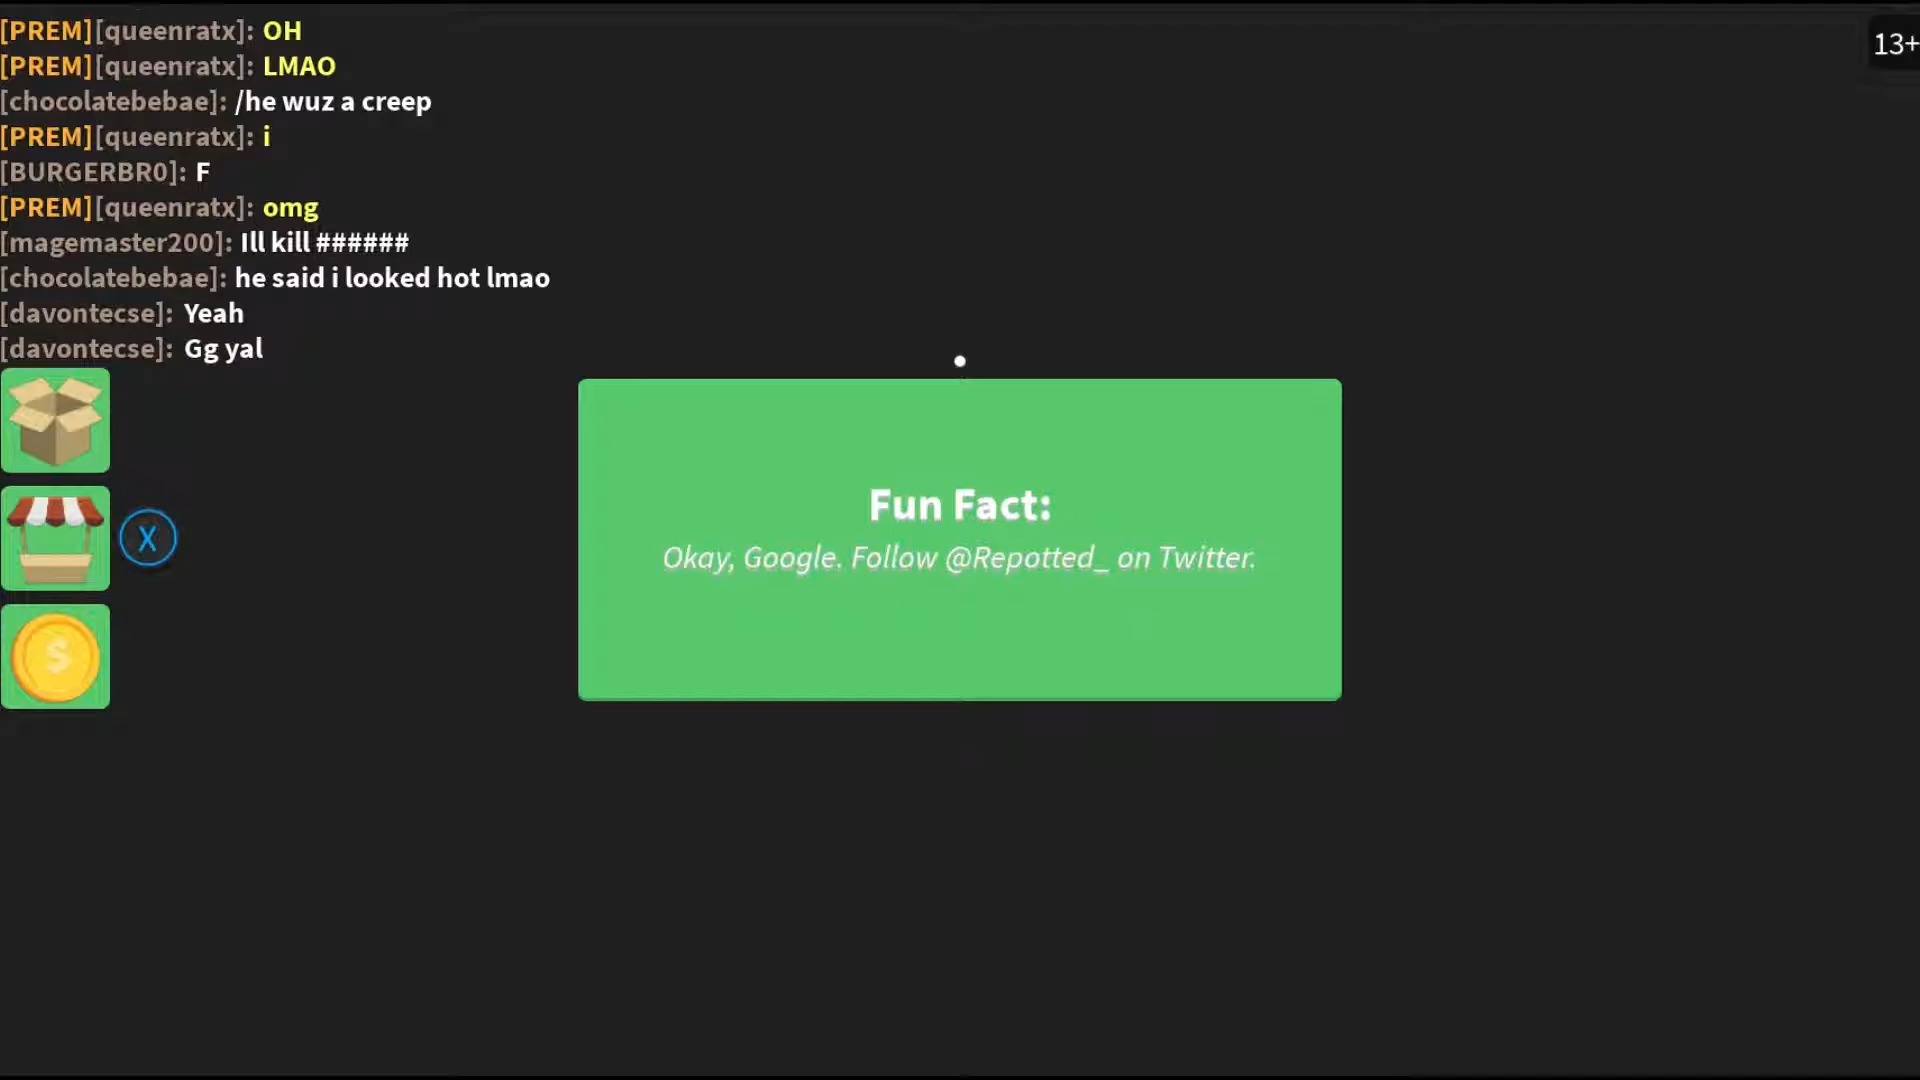 [PREM][queenratx]: OH
[PREM][queenratx]: LMAO
[chocolatebebae]: /he wuz a creep
[PREM][queenratx]: i
[BURGERBR0]: F
[PREM][queenratx]: omg
[magemaster200]: Ill kill ######
[chocolatebebae]: he said i looked hot lmao
[davontecse]: Yeah
[davontecse]: Gg yal
13+
X
$
Fun Fact:
Okay, Google. Follow @Repotted_ on Twitter.